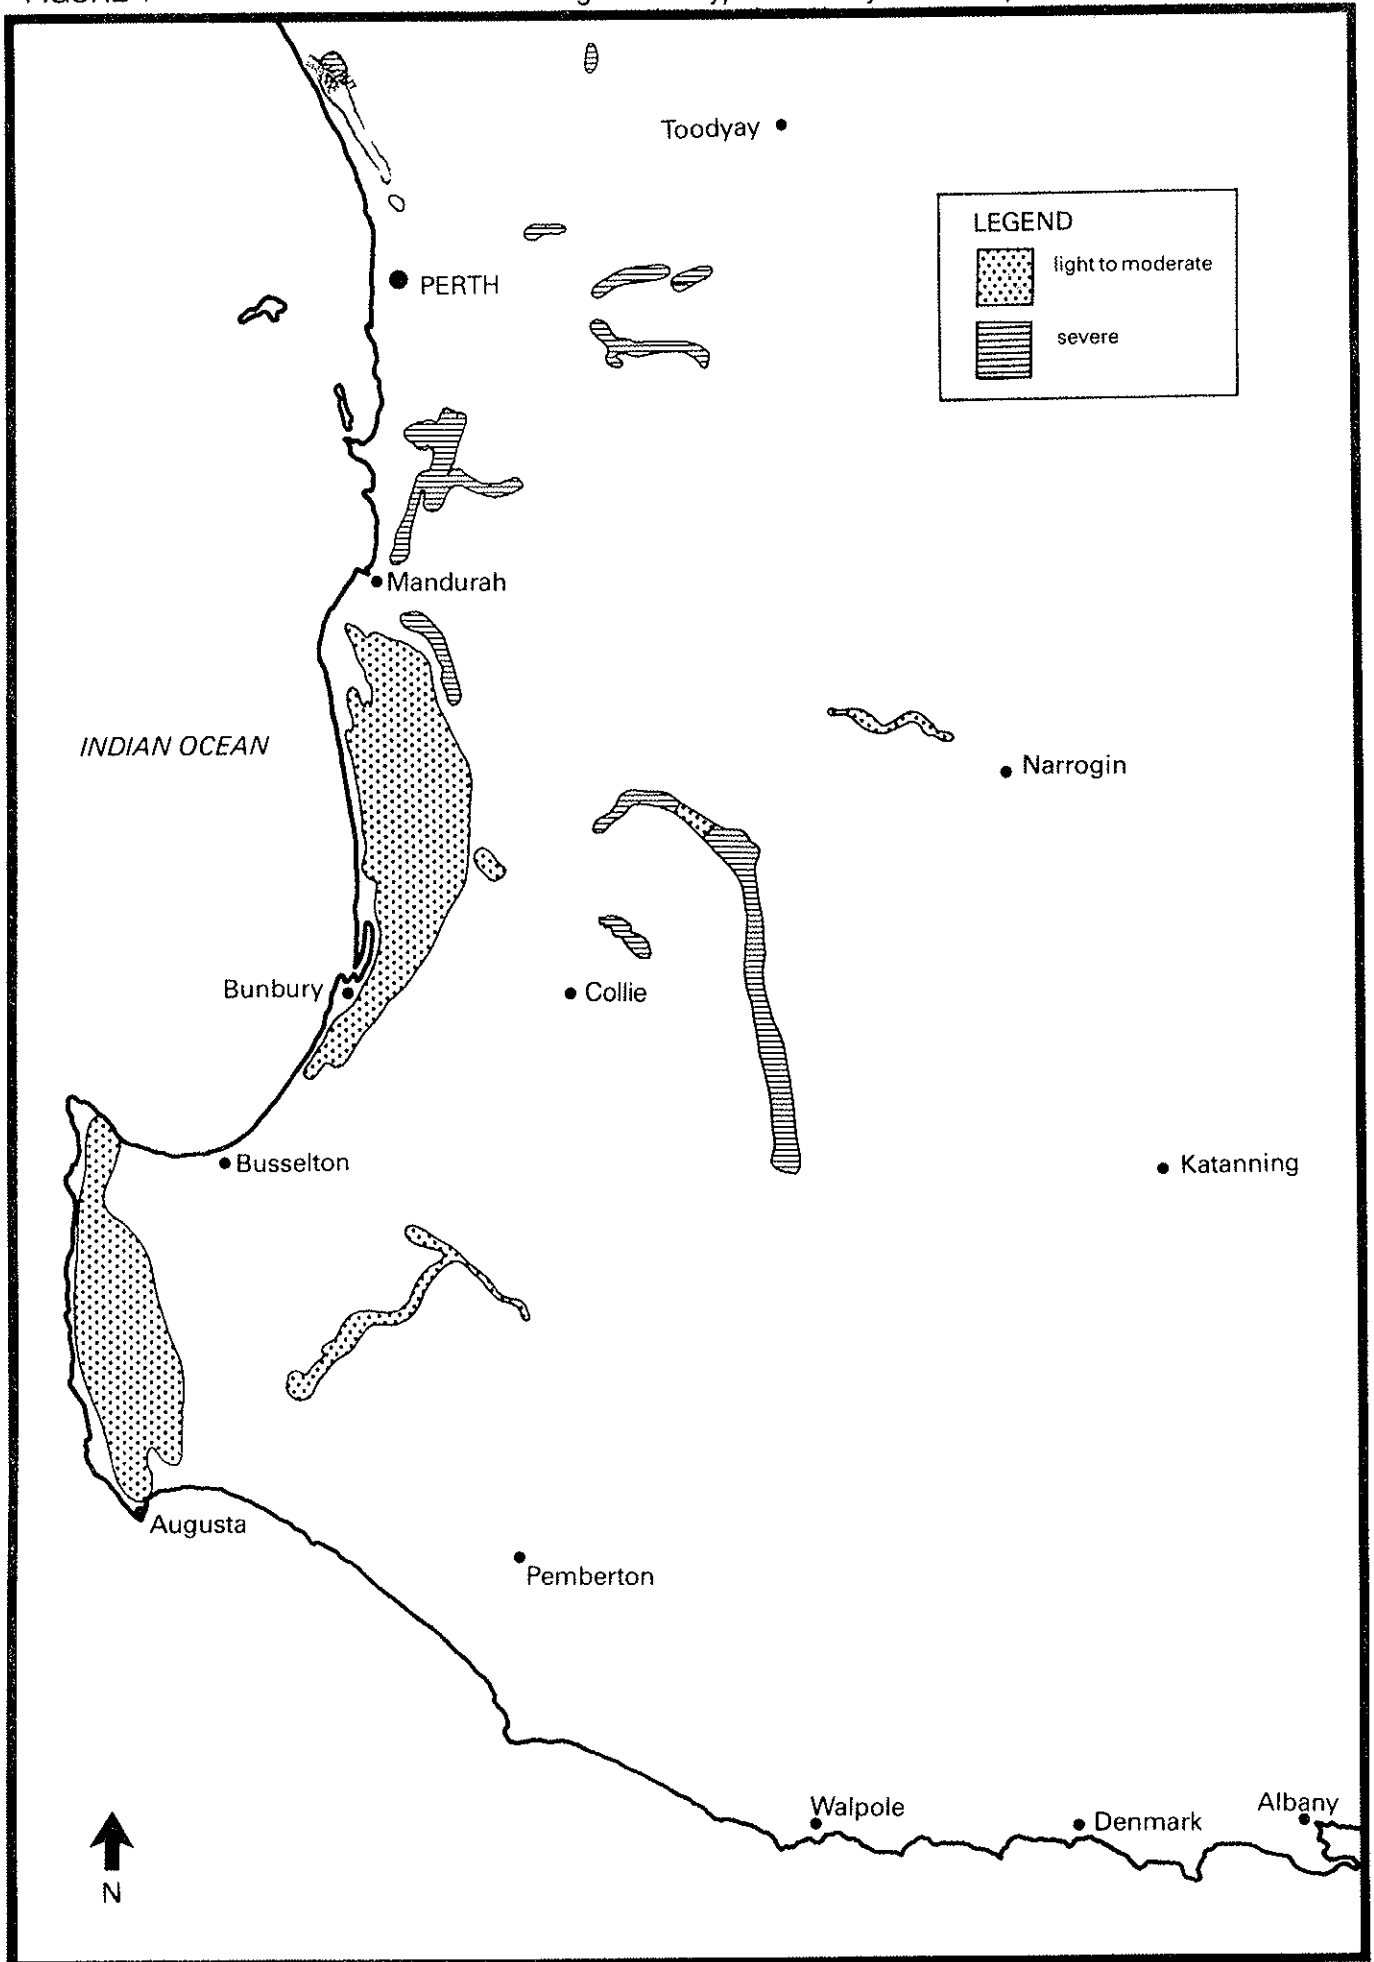 Toodyay
LEGEND
light to moderate
severe
PERTH
Mandurah
INDIAN OCEAN
Narrogin
Bunbury
Collie
Busselton
Katanning
Augusta
Pemberton
Walpole
Denmark
Albany
N